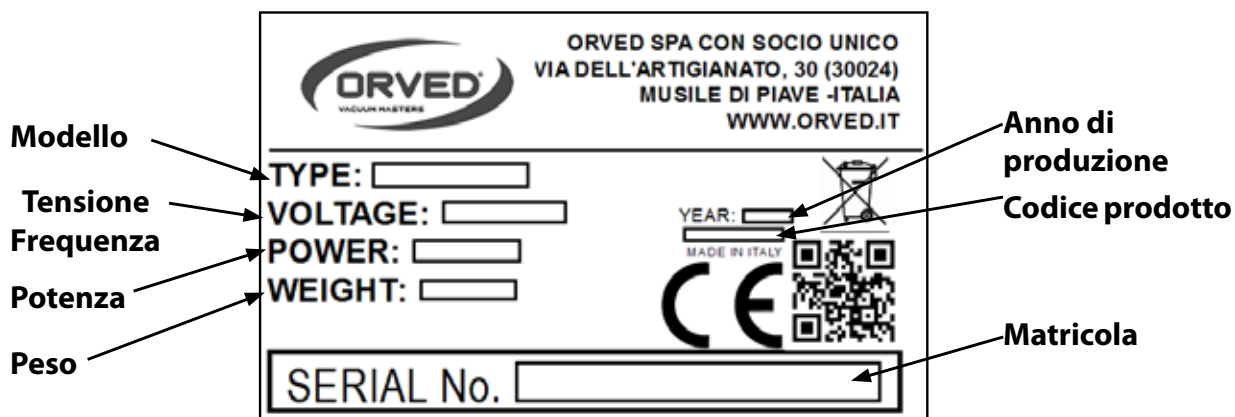 ORVED
VACUUM MASTERS
ORVED SPA CON SOCIO UNICO
VIA DELL'ARTIGIANATO, 30 (30024)
MUSILE DI PIAVE -ITALIA
WWW.ORVED.IT
Modello
Tensione
Frequenza
Potenza
Peso
TYPE:
VOLTAGE:
POWER:
WEIGHT:
YEAR:
MADE IN ITALY
CE
SERIAL No.
Anno di
produzione
Codice prodotto
Matricola